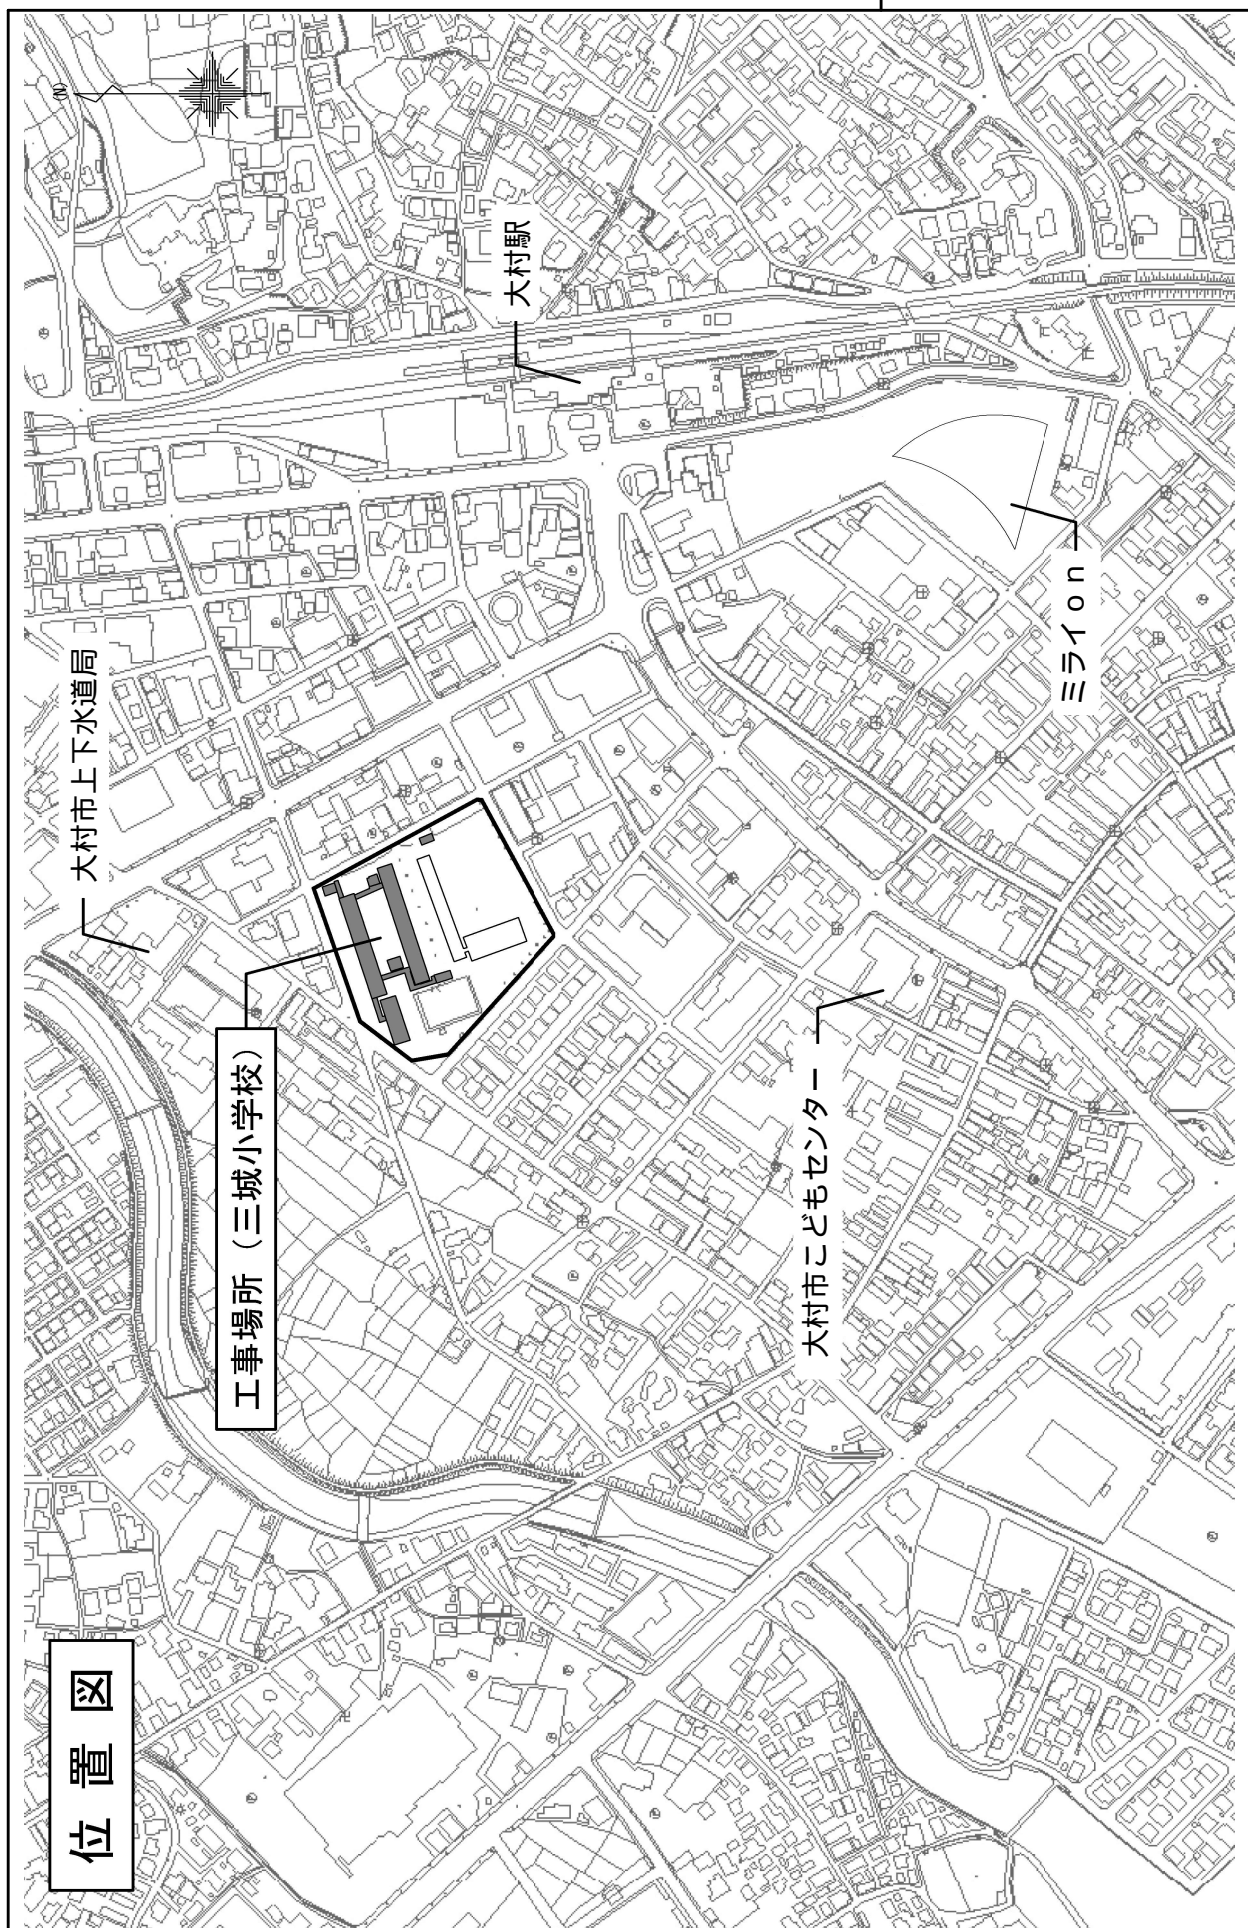 位置図
工事場所（三城小学校）
大村市上下水道局
大村駅
大村市こどもセンター
ミライｏｎ
N